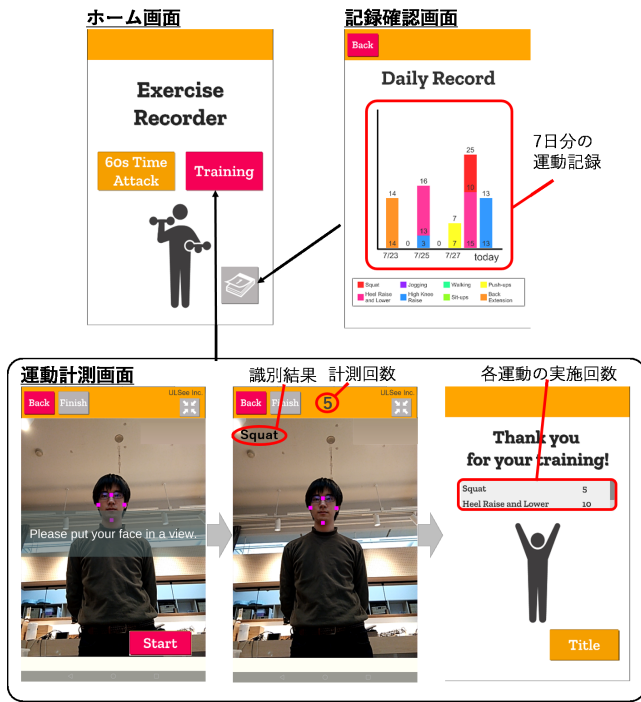 ホーム画面
Exercise
Recorder
60s Time
Attack
Training
記録確認画面
Back
Daily Record
25
16
10
14
13
13
7
14
0
3
0
7
15
13
7/23
7/25
7/27
today
Squat
Jogging
Walking
Push-ups
Heel Raise
and Lower
High Knee
Raise
Sit-ups
Back
Extension
7日分の
運動記録
運動計測画面
ULSee Inc.
Back
Finish
Please put your face in a view.
Start
識別結果
計測回数
ULSee Inc.
Back
Finish
5
Squat
各運動の実施回数
Thank you
for your training!
Squat 5
Heel Raise and Lower 10
Title